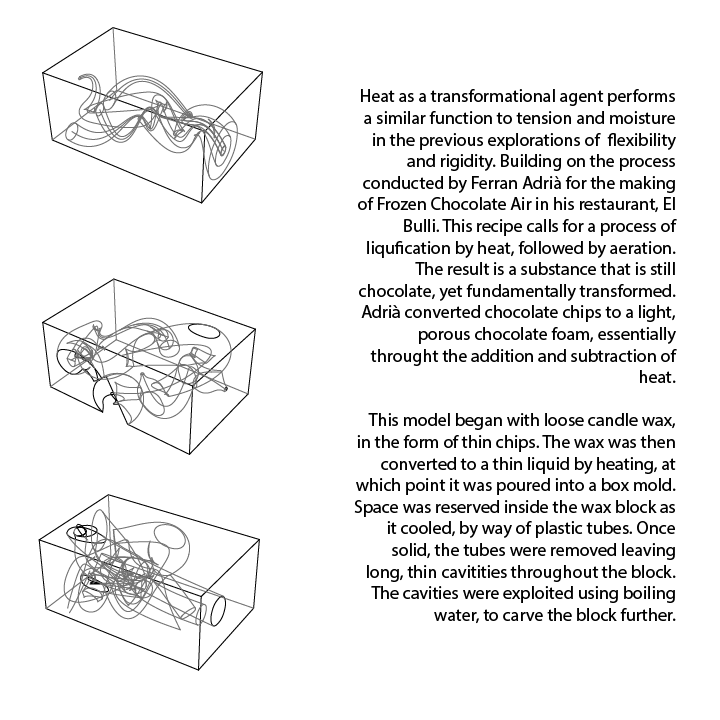 Heat as a transformational agent performs
a similar function to tension and moisture
in the previous explorations of  flexibility
and rigidity. Building on the process
conducted by Ferran Adrià for the making
of Frozen Chocolate Air in his restaurant, El
Bulli. This recipe calls for a process of
liqufication by heat, followed by aeration.
The result is a substance that is still
chocolate, yet fundamentally transformed.
Adrià converted chocolate chips to a light,
porous chocolate foam, essentially
throught the addition and subtraction of
heat.
This model began with loose candle wax,
in the form of thin chips. The wax was then
converted to a thin liquid by heating, at
which point it was poured into a box mold.
Space was reserved inside the wax block as
it cooled, by way of plastic tubes. Once
solid, the tubes were removed leaving
long, thin cavitities throughout the block.
The cavities were exploited using boiling
water, to carve the block further.